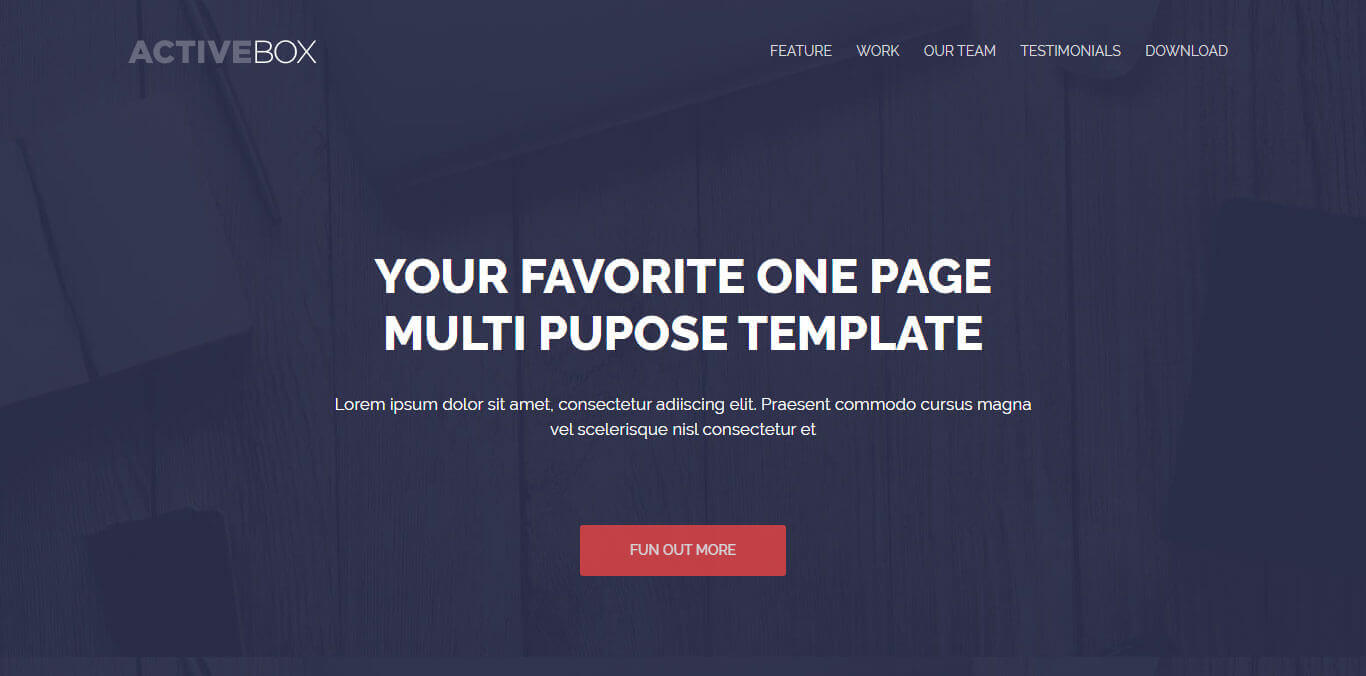 ACTIVEBOX
FEATURE WORK OUR TEAM TESTIMONIALS DOWNLOAD
YOUR FAVORITE ONE PAGE
MULTI PUPOSE TEMPLATE
Lorem ipsum dolor sit amet, consectetur adiiscing elit. Praesent commodo cursus magna
vel scelerisque nisl consectetur et
FUN OUT MORE